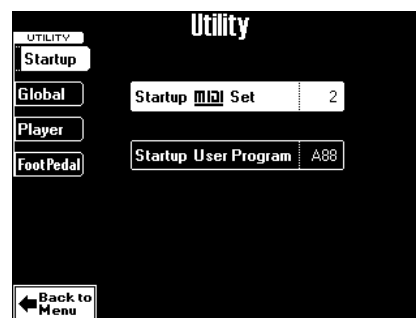 Utility
UTILITY
Startup
Global
Player
FootPedal
Startup MIDI Set 2
Startup User Program A88
Back to
Menu